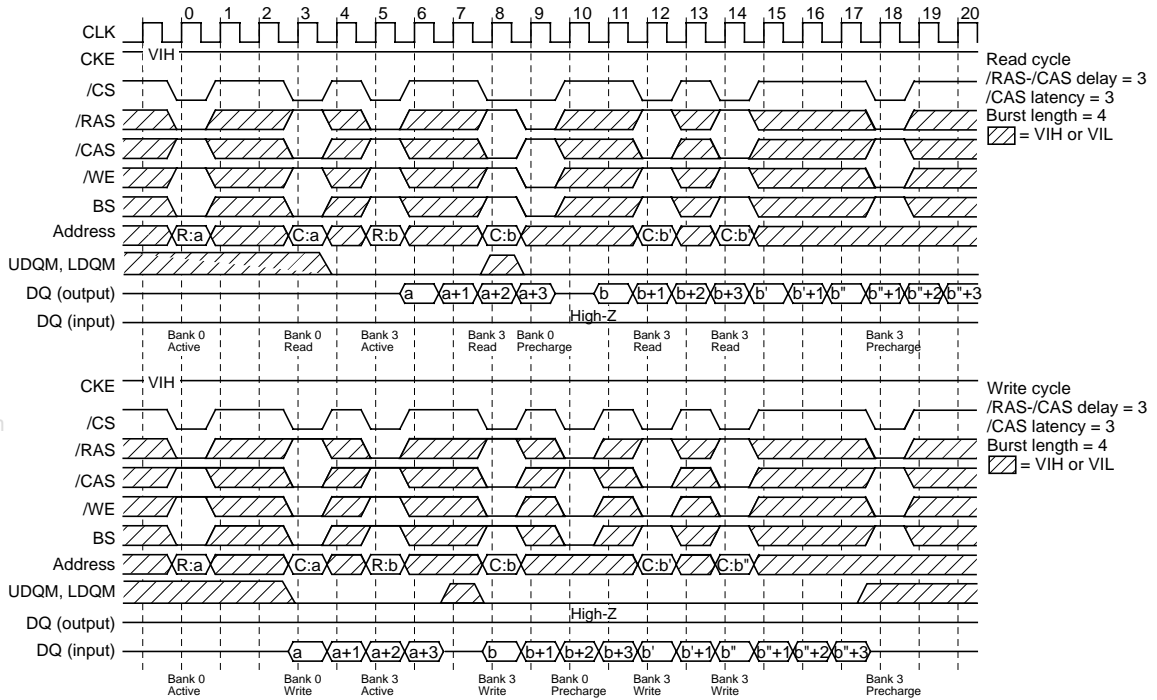 0 1 2 3 4 5 6 7 8 9 10 11 12 13 14 15 16 17 18 19 20
CLK
CKE VIH
/CS
/RAS
/CAS
/WE
BS
Address R:a C:a R:b C:b C:b' C:b"
UDQM, LDQM
DQ (output) a a+1 a+2 a+3 b b+1 b+2 b+3 b' b'+1 b" b"+1 b"+2 b"+3
High-Z
DQ (input)
Bank 0 Active
Bank 0 Read
Bank 3 Active
Bank 3 Read
Bank 0 Precharge
Bank 3 Read
Bank 3 Read
Bank 3 Precharge
Read cycle
/RAS-/CAS delay = 3
/CAS latency = 3
Burst length = 4
= VIH or VIL
CKE VIH
/CS
/RAS
/CAS
/WE
BS
Address R:a C:a R:b C:b C:b' C:b"
UDQM, LDQM
High-Z
DQ (output)
DQ (input) a a+1 a+2 a+3 b b+1 b+2 b+3 b' b'+1 b" b"+1 b"+2 b"+3
Bank 0 Active
Bank 0 Write
Bank 3 Active
Bank 3 Write
Bank 0 Precharge
Bank 3 Write
Bank 3 Write
Bank 3 Precharge
Write cycle
/RAS-/CAS delay = 3
/CAS latency = 3
Burst length = 4
= VIH or VIL